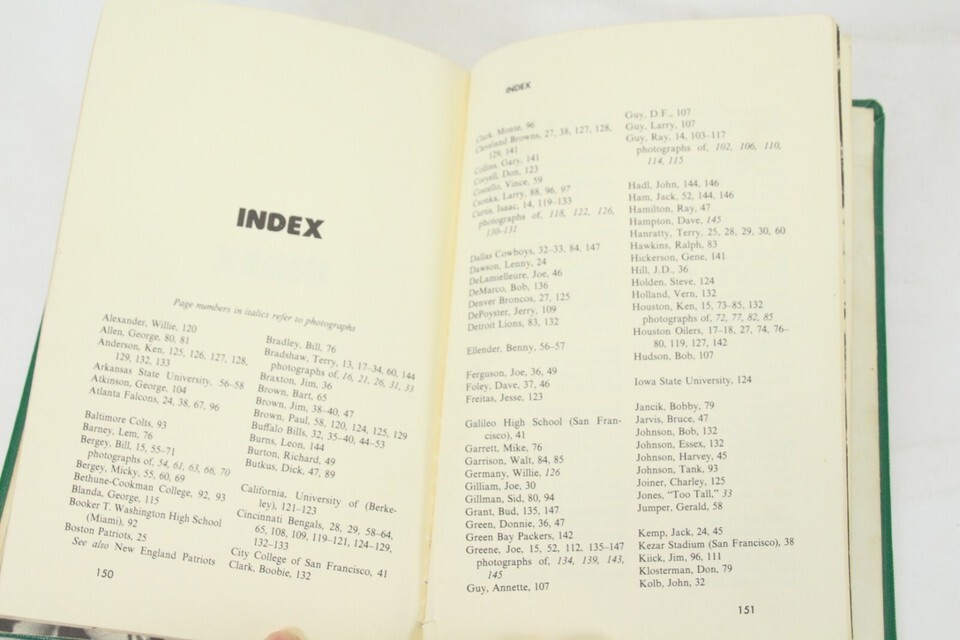 INDEX
Page numbers in italics refer to photographs
Alexander, Willie, 120
Allen, George, 80, 81
Anderson, Ken, 125, 126, 127, 128,
129, 132, 133
Arkansas State University, 56–58
Atkinson, George, 104
Atlanta Falcons, 24, 38, 67, 96
Baltimore Colts, 93
Barney, Lem, 76
Bergey, Bill, 15, 55–71
photographs of, 54, 61, 63, 66, 70
Bergey, Micky, 55, 60, 69
Bethune-Cookman College, 92, 93
Blanda, George, 115
Booker T. Washington High School
(Miami), 92
Boston Patriots, 25
See also New England Patriots
Bradley, Bill, 76
Bradshaw, Terry, 13, 17–34, 60, 144
photographs of, 16, 21, 26, 31, 33
Braxton, Jim, 36
Brown, Bart, 65
Brown, Jim, 38–40, 47
Brown, Paul, 58, 120, 124, 125, 129
Buffalo Bills, 32, 35–40, 44–53
Burns, Leon, 144
Burton, Richard, 49
Butkus, Dick, 47, 89
California, University of (Berke-
ley), 121–123
Cincinnati Bengals, 28, 29, 58–64,
65, 108, 109, 119–121, 124–129,
132–133
City College of San Francisco, 41
Clark, Boobie, 132
150
INDEX
Clark, Monte, 96
Cleveland Browns, 27, 38, 127, 128,
129, 141
Collins, Gary, 141
Coryell, Don, 123
Costello, Vince, 59
Csonka, Larry, 88, 96, 97
Curtis, Isaac, 14, 119–133
photographs of, 118, 122, 126,
130–131
Dallas Cowboys, 32–33, 84, 147
Dawson, Lenny, 24
DeLamielleure, Joe, 46
DeMarco, Bob, 136
Denver Broncos, 27, 125
DePoyster, Jerry, 109
Detroit Lions, 83, 132
Ellender, Benny, 56–57
Ferguson, Joe, 36, 49
Foley, Dave, 37, 46
Freitas, Jesse, 123
Galileo High School (San Fran-
cisco), 41
Garrett, Mike, 76
Garrison, Walt, 84, 85
Germany, Willie, 126
Gilliam, Joe, 30
Gillman, Sid, 80, 94
Grant, Bud, 135, 147
Green, Donnie, 36, 47
Green Bay Packers, 142
Greene, Joe, 15, 52, 112, 135–147
photographs of, 134, 139, 143,
145
Guy, Annette, 107
Guy, D.F., 107
Guy, Larry, 107
Guy, Ray, 14, 103–117
photographs of, 102, 106, 110,
114, 115
Hadl, John, 144, 146
Ham, Jack, 52, 144, 146
Hamilton, Ray, 47
Hampton, Dave, 145
Hanratty, Terry, 25, 28, 29, 30, 60
Hawkins, Ralph, 83
Hickerson, Gene, 141
Hill, J.D., 36
Holden, Steve, 124
Holland, Vern, 132
Houston, Ken, 15, 73–85, 132
photographs of, 72, 77, 82, 85
Houston Oilers, 17–18, 27, 74, 76–
80, 119, 127, 142
Hudson, Bob, 107
Iowa State University, 124
Jancik, Bobby, 79
Jarvis, Bruce, 47
Johnson, Bob, 132
Johnson, Essex, 132
Johnson, Harvey, 45
Johnson, Tank, 93
Joiner, Charley, 125
Jones, "Too Tall," 33
Jumper, Gerald, 58
Kemp, Jack, 24, 45
Kezar Stadium (San Francisco), 38
Kiick, Jim, 96, 111
Klosterman, Don, 79
Kolb, John, 32
151